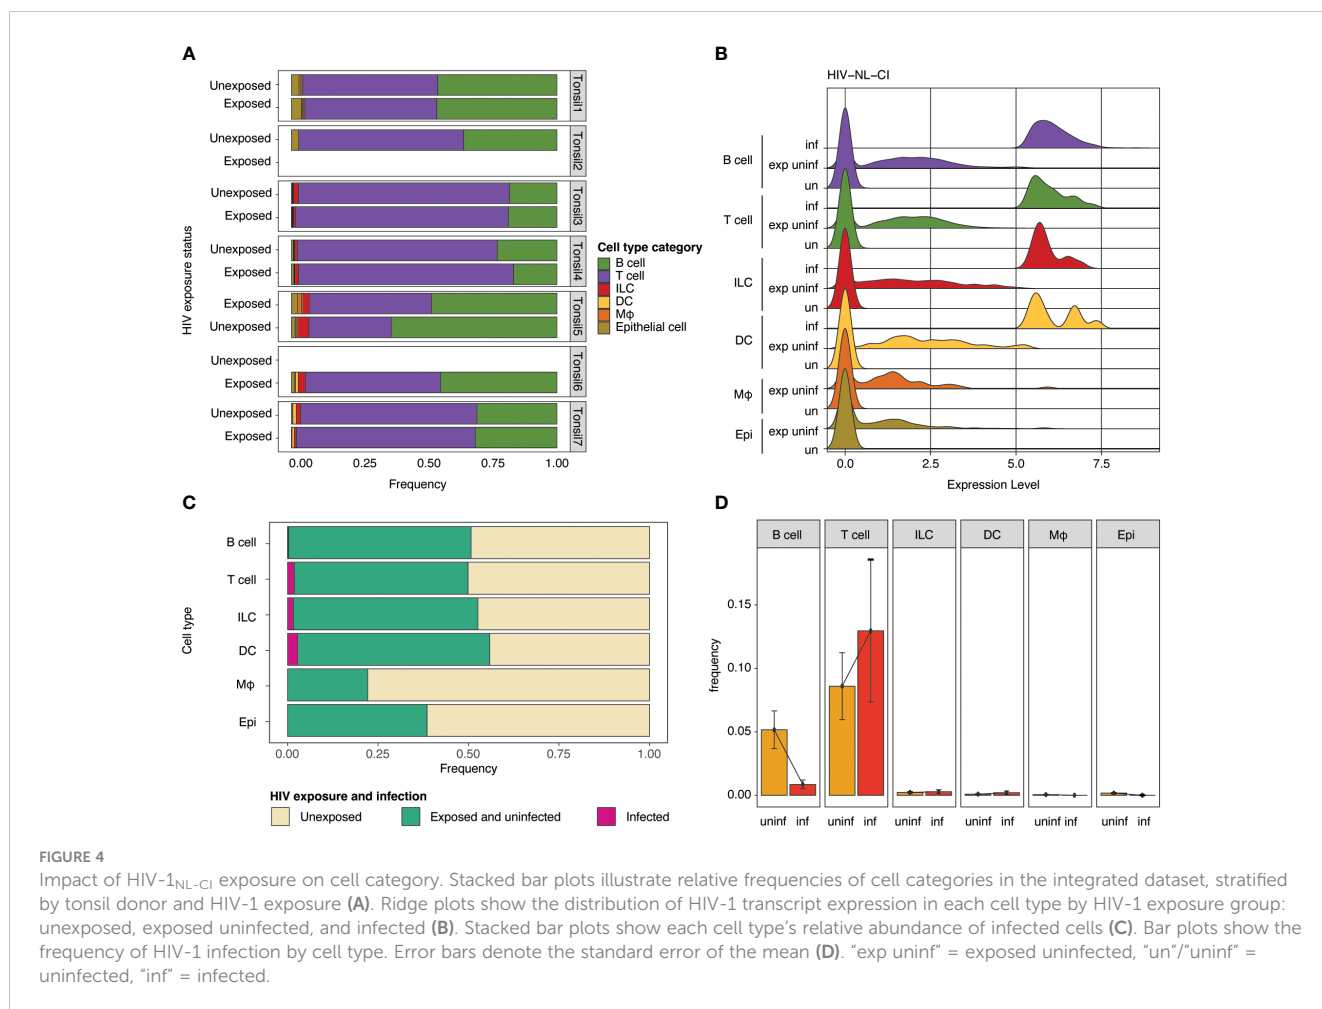 A
Unexposed
Exposed
Tonsil1
Unexposed
Exposed
Tonsil2
Unexposed
Exposed
Tonsil3
Unexposed
Exposed
Tonsil4
Exposed
Unexposed
Tonsil5
Unexposed
Exposed
Tonsil6
Unexposed
Exposed
Tonsil7
HIV exposure status
0.00 0.25 0.50 0.75 1.00
Frequency
Cell type category
B cell
T cell
ILC
DC
Mφ
Epithelial cell
B
HIV−NL−CI
B cell
inf
exp uninf
un
T cell
inf
exp uninf
un
ILC
inf
exp uninf
un
DC
inf
exp uninf
un
Mφ
exp uninf
un
Epi
exp uninf
un
0.0 2.5 5.0 7.5
Expression Level
C
Cell type
B cell
T cell
ILC
DC
Mφ
Epi
0.00 0.25 0.50 0.75 1.00
Frequency
HIV exposure and infection
Unexposed Exposed and uninfected Infected
D
B cell T cell ILC DC Mφ Epi
frequency
0.15
0.10
0.05
0.00
uninf inf uninf inf uninf inf uninf inf uninf inf uninf inf
FIGURE 4
Impact of HIV-1NL-CI exposure on cell category. Stacked bar plots illustrate relative frequencies of cell categories in the integrated dataset, stratified
by tonsil donor and HIV-1 exposure (A). Ridge plots show the distribution of HIV-1 transcript expression in each cell type by HIV-1 exposure group:
unexposed, exposed uninfected, and infected (B). Stacked bar plots show each cell type's relative abundance of infected cells (C). Bar plots show the
frequency of HIV-1 infection by cell type. Error bars denote the standard error of the mean (D). "exp uninf" = exposed uninfected, "un"/"uninf" =
uninfected, "inf" = infected.